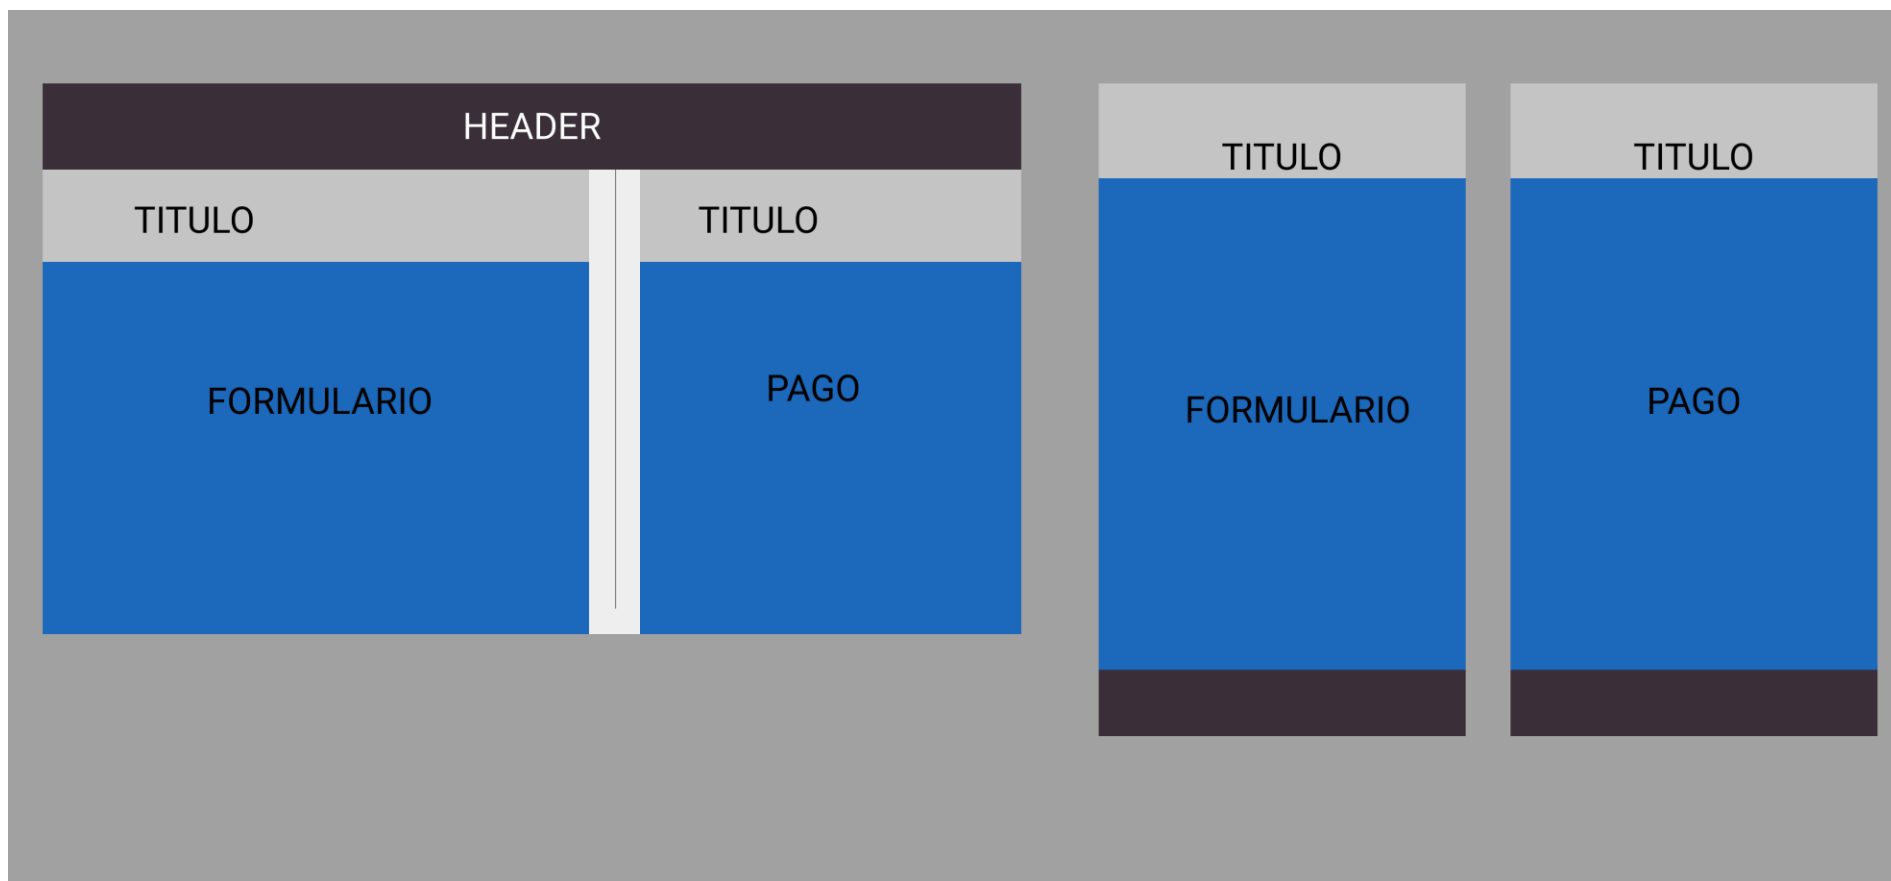 HEADER
TITULO
TITULO
FORMULARIO
PAGO
TITULO
FORMULARIO
TITULO
PAGO